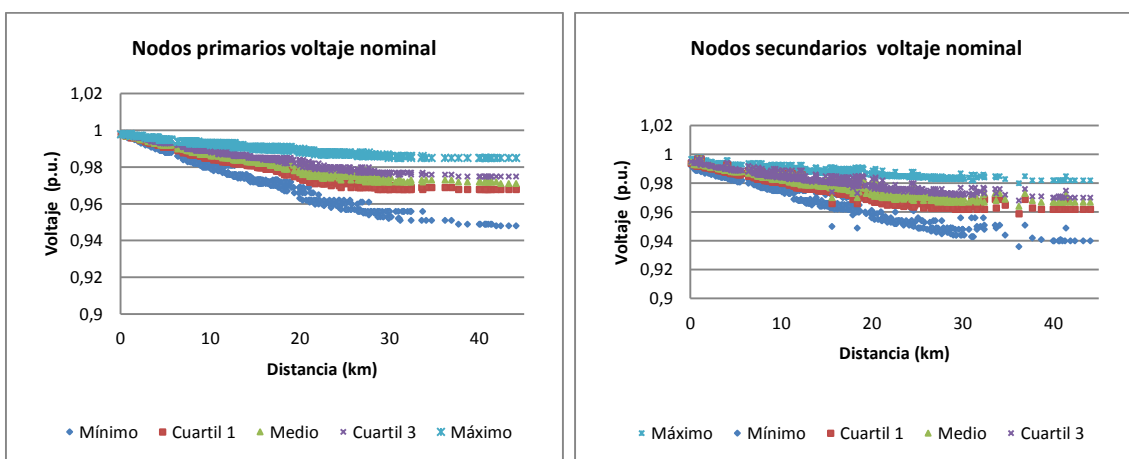 Nodos primarios voltaje nominal
1,02
1
0,98
0,96
0,94
0,92
0,9
Voltaje (p.u.)
0
10
20
30
40
Distancia (km)
Mínimo
Cuartil 1
Medio
Cuartil 3
Máximo
Nodos secundarios voltaje nominal
1,02
1
0,98
0,96
0,94
0,92
0,9
Voltaje (p.u.)
0
10
20
30
40
Distancia (km)
Máximo
Mínimo
Cuartil 1
Medio
Cuartil 3